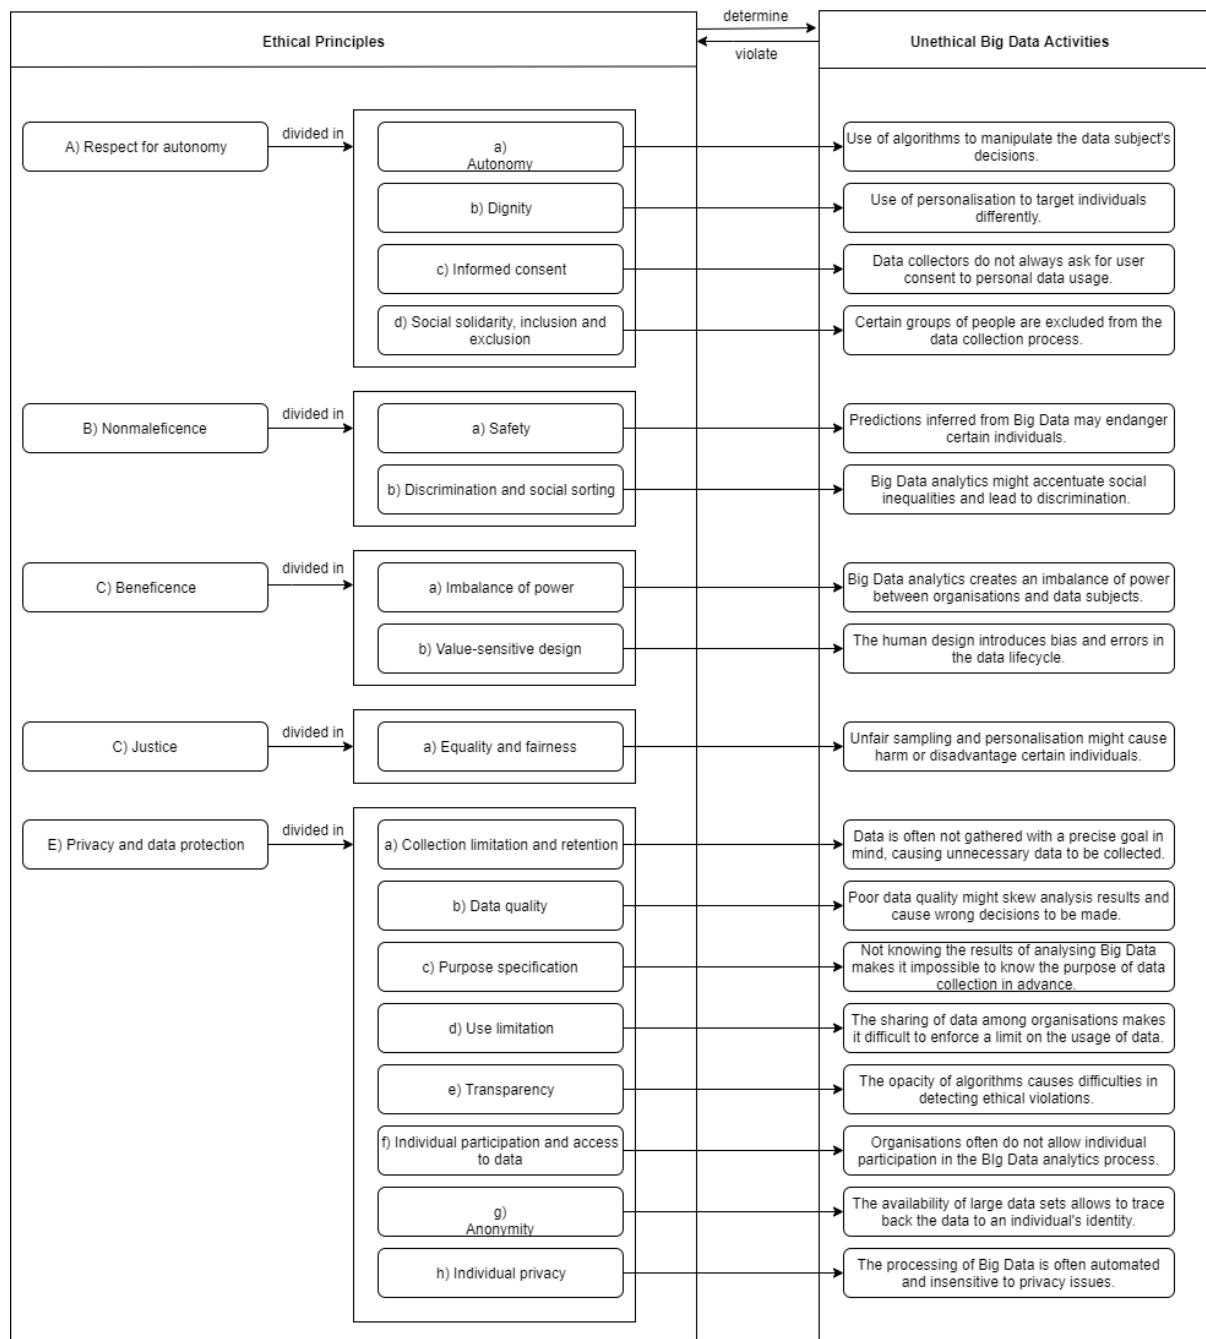 determine
Ethical Principles
Unethical Big Data Activities
violate
A) Respect for autonomy
divided in
a)
Autonomy
Use of algorithms to manipulate the data subject's
decisions.
b) Dignity
Use of personalisation to target individuals
differently.
c) Informed consent
Data collectors do not always ask for user
consent to personal data usage.
d) Social solidarity, inclusion and
exclusion
Certain groups of people are excluded from the
data collection process.
B) Nonmaleficence
divided in
a) Safety
Predictions inferred from Big Data may endanger
certain individuals.
b) Discrimination and social sorting
Big Data analytics might accentuate social
inequalities and lead to discrimination.
C) Beneficence
divided in
a) Imbalance of power
Big Data analytics creates an imbalance of power
between organisations and data subjects.
b) Value-sensitive design
The human design introduces bias and errors in
the data lifecycle.
C) Justice
divided in
a) Equality and fairness
Unfair sampling and personalisation might cause
harm or disadvantage certain individuals.
E) Privacy and data protection
divided in
a) Collection limitation and retention
Data is often not gathered with a precise goal in
mind, causing unnecessary data to be collected.
b) Data quality
Poor data quality might skew analysis results and
cause wrong decisions to be made.
c) Purpose specification
Not knowing the results of analysing Big Data
makes it impossible to know the purpose of data
collection in advance.
d) Use limitation
The sharing of data among organisations makes
it difficult to enforce a limit on the usage of data.
e) Transparency
The opacity of algorithms causes difficulties in
detecting ethical violations.
f) Individual participation and access
to data
Organisations often do not allow individual
participation in the BIg Data analytics process.
g)
Anonymity
The availability of large data sets allows to trace
back the data to an individual's identity.
h) Individual privacy
The processing of Big Data is often automated
and insensitive to privacy issues.